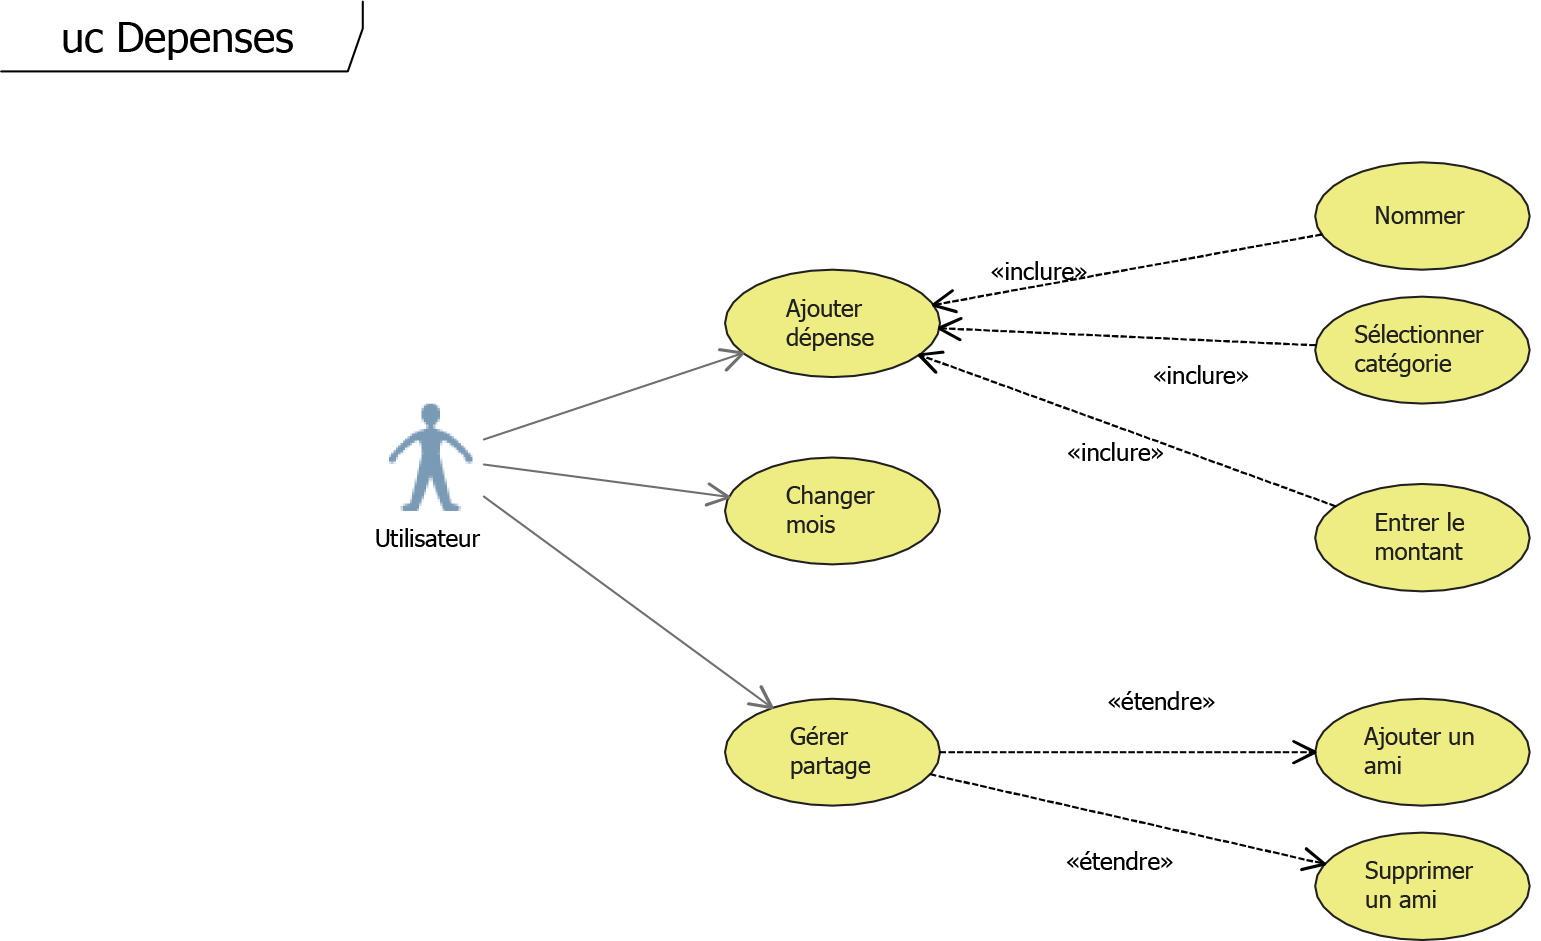 uc Depenses
Nommer
«inclure»
Ajouter
dépense
Sélectionner
catégorie
«inclure»
«inclure»
Changer
mois
Entrer le
montant
Utilisateur
«étendre»
Gérer
partage
Ajouter un
ami
«étendre»
Supprimer
un ami